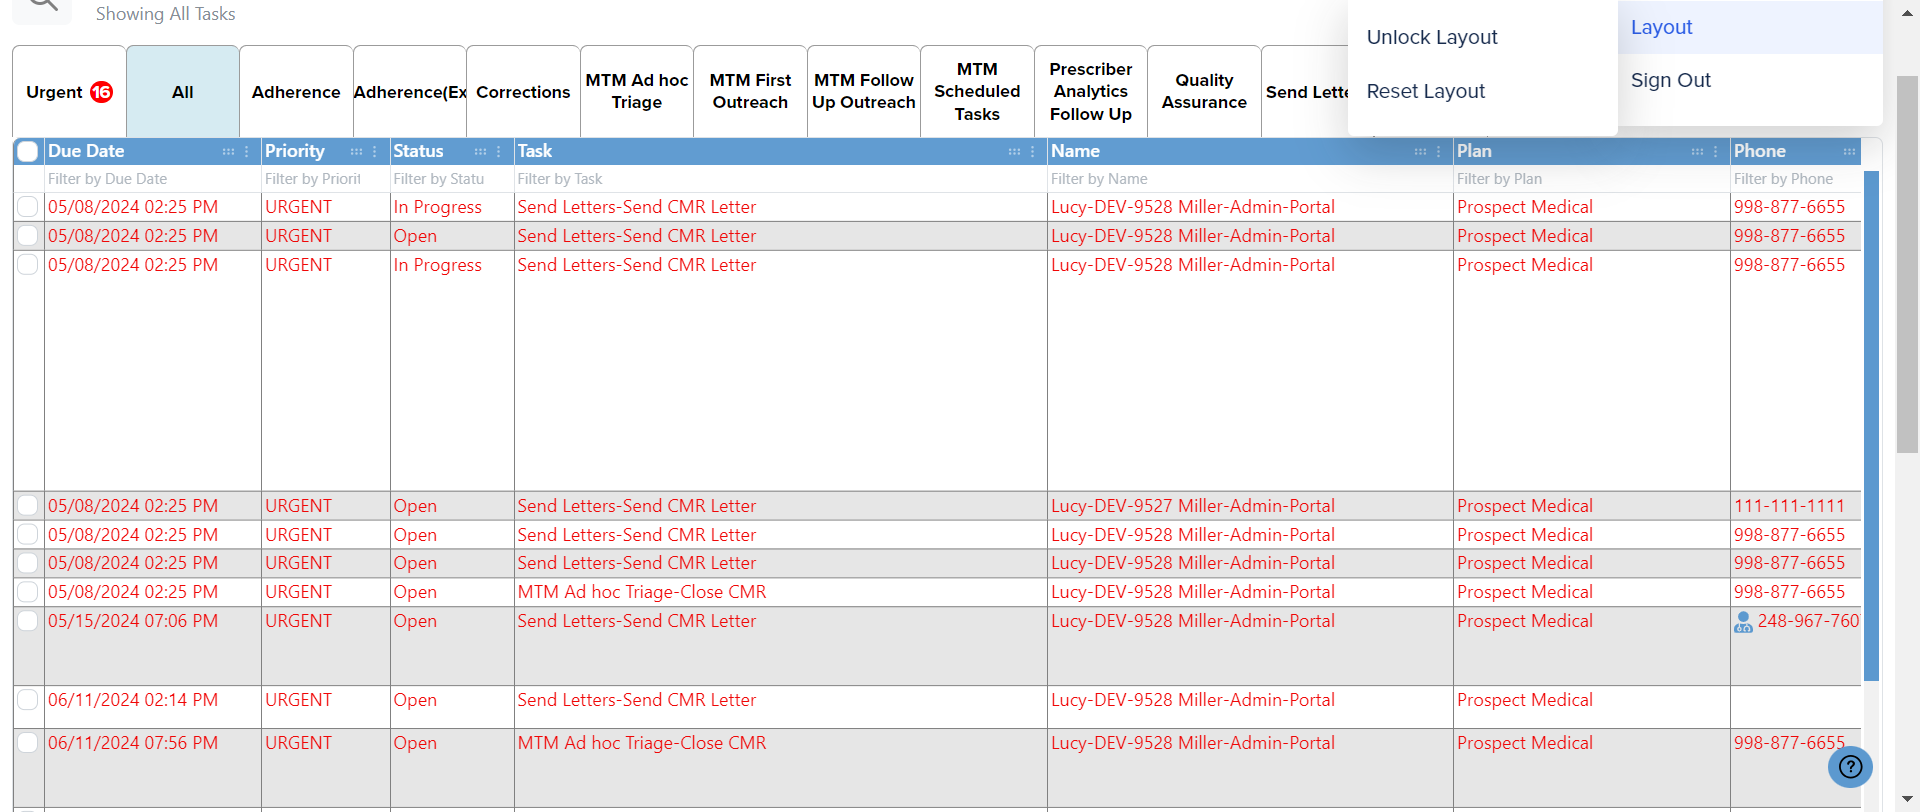 Showing All Tasks
Unlock Layout
Reset Layout
Layout
Sign Out
Urgent 16
All
Adherence
Adherence(Ex
Corrections
MTM Ad hoc
Triage
MTM First
Outreach
MTM Follow
Up Outreach
MTM
Scheduled
Tasks
Prescriber
Analytics
Follow Up
Quality
Assurance
Send Lette
Due Date Priority Status Task Name Plan Phone
Filter by Due Date Filter by Priorit Filter by Statu Filter by Task Filter by Name Filter by Plan Filter by Phone
05/08/2024 02:25 PM URGENT In Progress Send Letters-Send CMR Letter Lucy-DEV-9528 Miller-Admin-Portal Prospect Medical 998-877-6655
05/08/2024 02:25 PM URGENT Open Send Letters-Send CMR Letter Lucy-DEV-9528 Miller-Admin-Portal Prospect Medical 998-877-6655
05/08/2024 02:25 PM URGENT In Progress Send Letters-Send CMR Letter Lucy-DEV-9528 Miller-Admin-Portal Prospect Medical 998-877-6655
05/08/2024 02:25 PM URGENT Open Send Letters-Send CMR Letter Lucy-DEV-9527 Miller-Admin-Portal Prospect Medical 111-111-1111
05/08/2024 02:25 PM URGENT Open Send Letters-Send CMR Letter Lucy-DEV-9528 Miller-Admin-Portal Prospect Medical 998-877-6655
05/08/2024 02:25 PM URGENT Open Send Letters-Send CMR Letter Lucy-DEV-9528 Miller-Admin-Portal Prospect Medical 998-877-6655
05/08/2024 02:25 PM URGENT Open MTM Ad hoc Triage-Close CMR Lucy-DEV-9528 Miller-Admin-Portal Prospect Medical 998-877-6655
05/15/2024 07:06 PM URGENT Open Send Letters-Send CMR Letter Lucy-DEV-9528 Miller-Admin-Portal Prospect Medical 248-967-760
06/11/2024 02:14 PM URGENT Open Send Letters-Send CMR Letter Lucy-DEV-9528 Miller-Admin-Portal Prospect Medical
06/11/2024 07:56 PM URGENT Open MTM Ad hoc Triage-Close CMR Lucy-DEV-9528 Miller-Admin-Portal Prospect Medical 998-877-6655